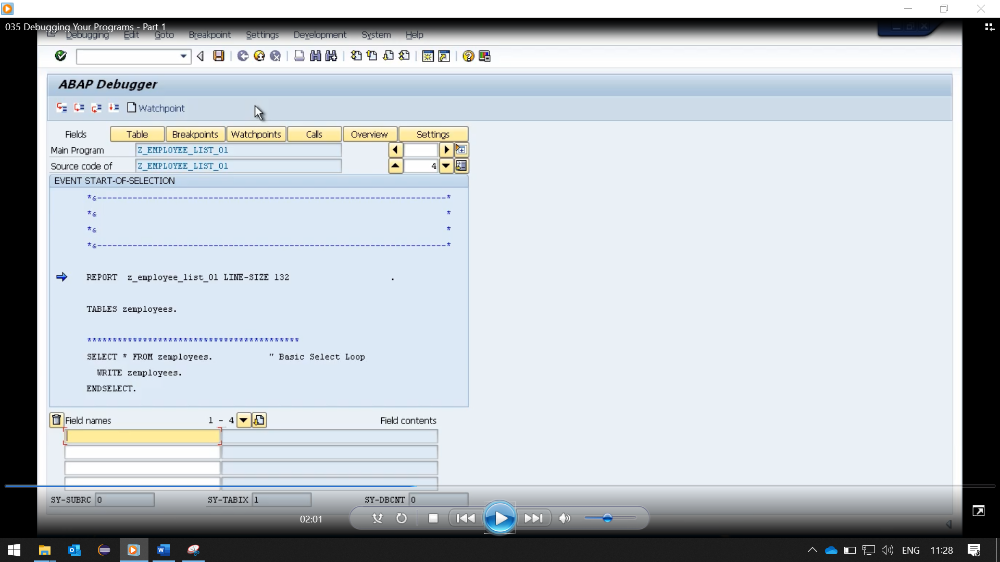 035 Debugging Your Programs - Part 1
Debugging Edit Goto Breakpoint Settings Development System Help
ABAP Debugger
Watchpoint
Fields Table Breakpoints Watchpoints Calls Overview Settings
Main Program Z_EMPLOYEE_LIST_01
Source code of Z_EMPLOYEE_LIST_01 4
EVENT START-OF-SELECTION
*&---------------------------------------------------------------------*
*& *
*& *
*&---------------------------------------------------------------------*
REPORT z_employee_list_01 LINE-SIZE 132 .
TABLES zemployees.
******************************************
SELECT * FROM zemployees. " Basic Select Loop
WRITE zemployees.
ENDSELECT.
Field names 1 - 4 Field contents
SY-SUBRC 0 SY-TABIX 1 SY-DBCNT 0
02:01
ENG 11:28